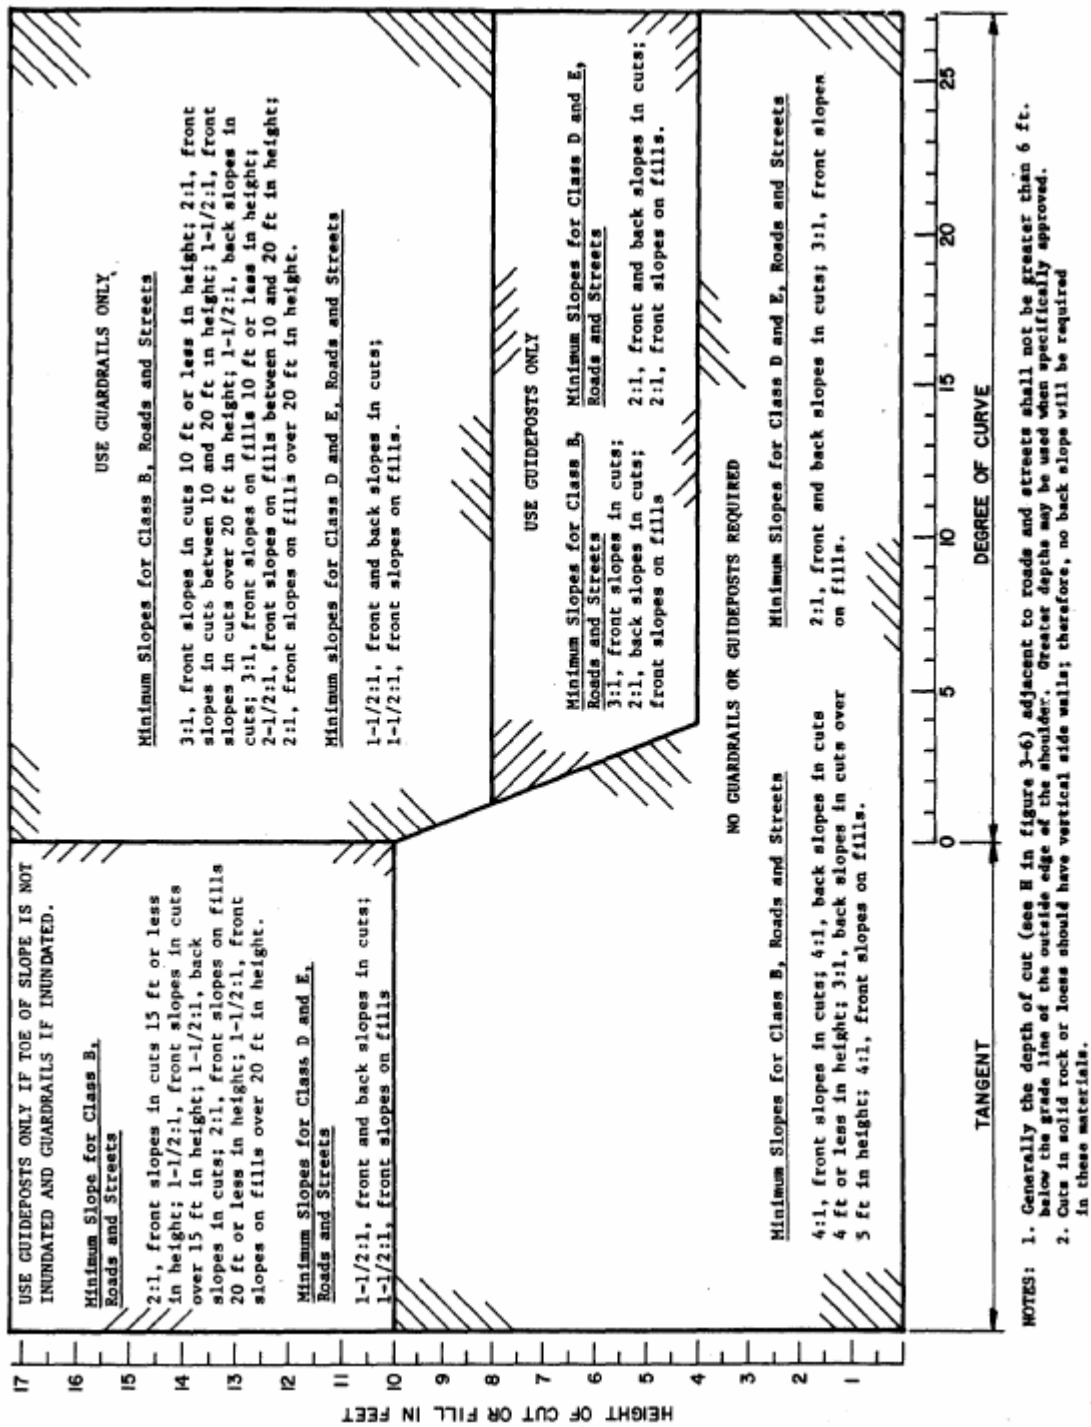 USE GUIDEPOSTS ONLY IF TOE OF SLOPE IS NOT
INUNDATED AND GUARDRAILS IF INUNDATED.
Minimum Slope for Class B,
Roads and Streets
2:1, front slopes in cuts 15 ft or less
in height; 1-1/2:1, front slopes in cuts
over 15 ft in height; 1-1/2:1, back
slopes in cuts; 2:1, front slopes on fills
20 ft or less in height; 1-1/2:1, front
slopes on fills over 20 ft in height.
Minimum Slopes for Class D and E,
Roads and Streets
1-1/2:1, front and back slopes in cuts;
1-1/2:1, front slopes on fills
USE GUARDRAILS ONLY
Minimum Slopes for Class B, Roads and Streets
3:1, front slopes in cuts 10 ft or less in height; 2:1, front
slopes in cuts between 10 and 20 ft in height; 1-1/2:1, front
slopes in cuts over 20 ft in height; 1-1/2:1, back slopes in
cuts; 3:1, front slopes on fills 10 ft or less in height;
2-1/2:1, front slopes on fills between 10 and 20 ft in height;
2:1, front slopes on fills over 20 ft in height.
Minimum slopes for Class D and E, Roads and Streets
1-1/2:1, front and back slopes in cuts;
1-1/2:1, front slopes on fills.
USE GUIDEPOSTS ONLY
Minimum Slopes for Class B,
Roads and Streets
3:1, front slopes in cuts;
2:1, back slopes in cuts;
front slopes on fills
Minimum Slopes for Class D and E,
Roads and Streets
2:1, front and back slopes in cuts;
2:1, front slopes on fills.
NO GUARDRAILS OR GUIDEPOSTS REQUIRED
Minimum Slopes for Class B, Roads and Streets
4:1, front slopes in cuts; 4:1, back slopes in cuts
4 ft or less in height; 3:1, back slopes in cuts over
5 ft in height; 4:1, front slopes on fills.
Minimum Slopes for Class D and E, Roads and Streets
2:1, front and back slopes in cuts; 3:1, front slopes
on fills.
HEIGHT OF CUT OR FILL IN FEET
17
16
15
14
13
12
11
10
9
8
7
6
5
4
3
2
1
0
5
10
15
20
25
TANGENT
DEGREE OF CURVE
NOTES: 1. Generally the depth of cut (see H in figure 3-6) adjacent to roads and streets shall not be greater than 6 ft.
below the grade line of the outside edge of the shoulder. Greater depths may be used when specifically approved.
2. Cuts in solid rock or loess should have vertical side walls; therefore, no back slope will be required
in these materials.